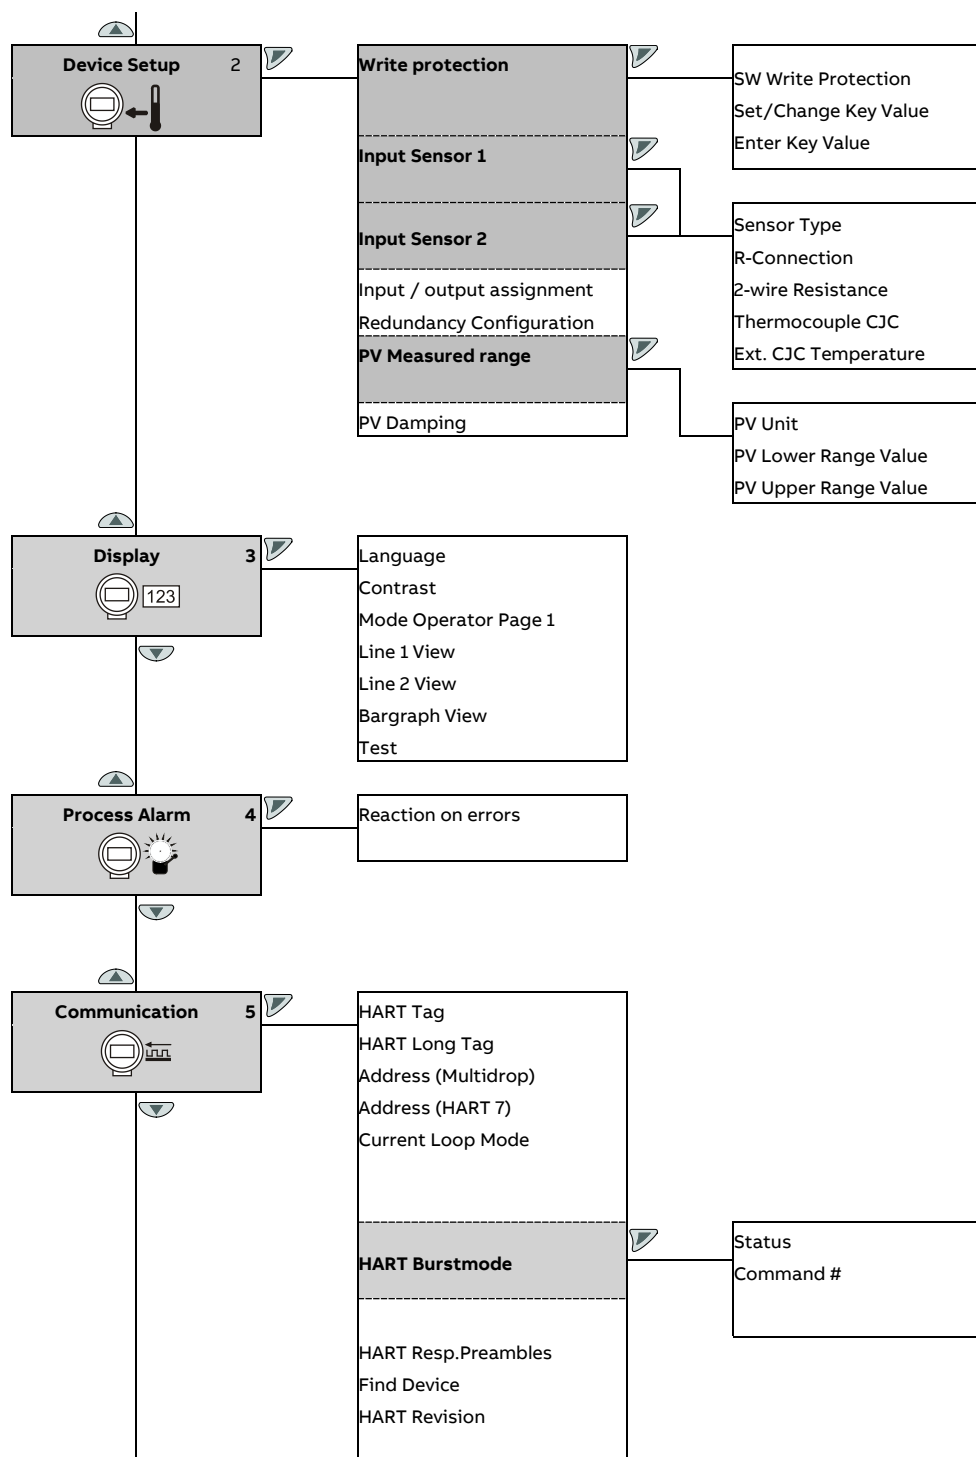 Device Setup 2
Write protection
SW Write Protection
Set/Change Key Value
Enter Key Value
Input Sensor 1
Input Sensor 2
Sensor Type
R-Connection
2-wire Resistance
Thermocouple CJC
Ext. CJC Temperature
Input / output assignment
Redundancy Configuration
PV Measured range
PV Damping
PV Unit
PV Lower Range Value
PV Upper Range Value
Display 3
123
Language
Contrast
Mode Operator Page 1
Line 1 View
Line 2 View
Bargraph View
Test
Process Alarm 4
Reaction on errors
Communication 5
HART Tag
HART Long Tag
Address (Multidrop)
Address (HART 7)
Current Loop Mode
HART Burstmode
Status
Command #
HART Resp.Preambles
Find Device
HART Revision